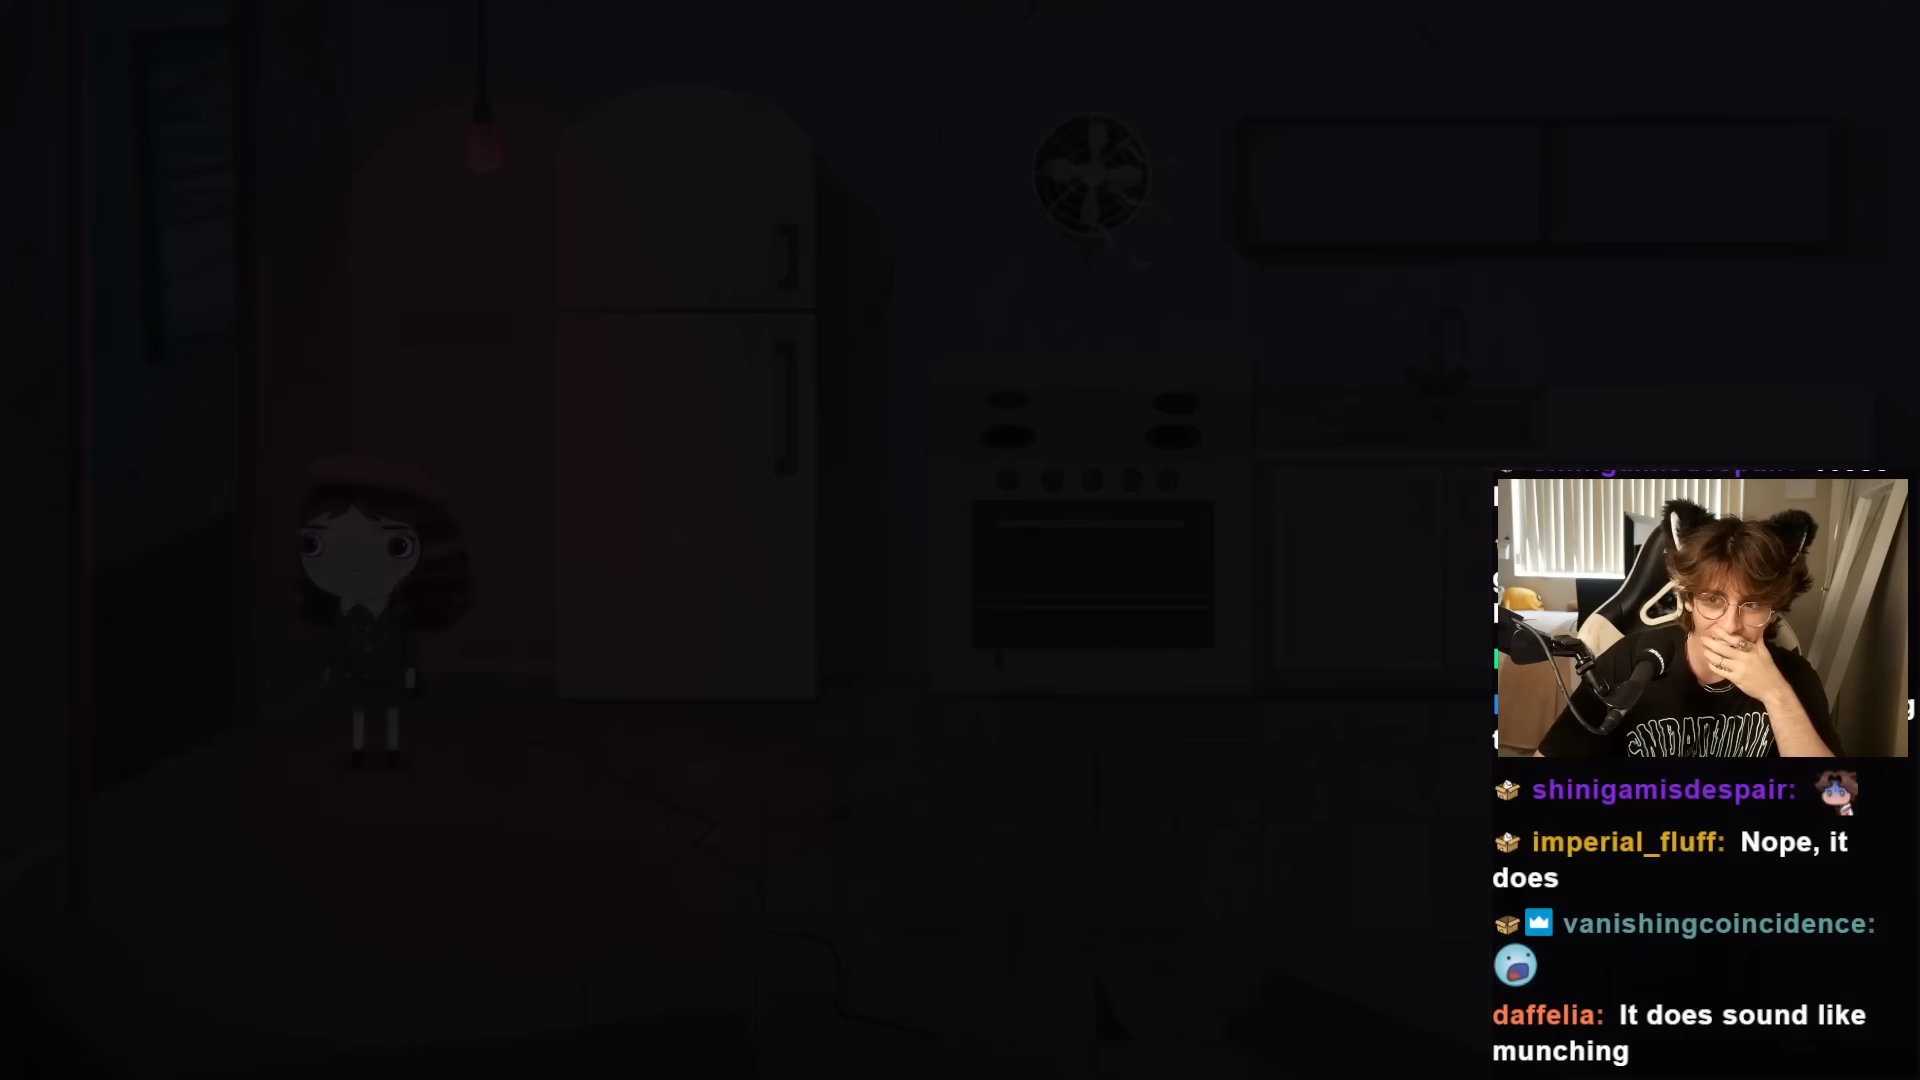 shinigamisdespair:
imperial_fluff: Nope, it
does
vanishingcoincidence:
daffelia: It does sound like
munching